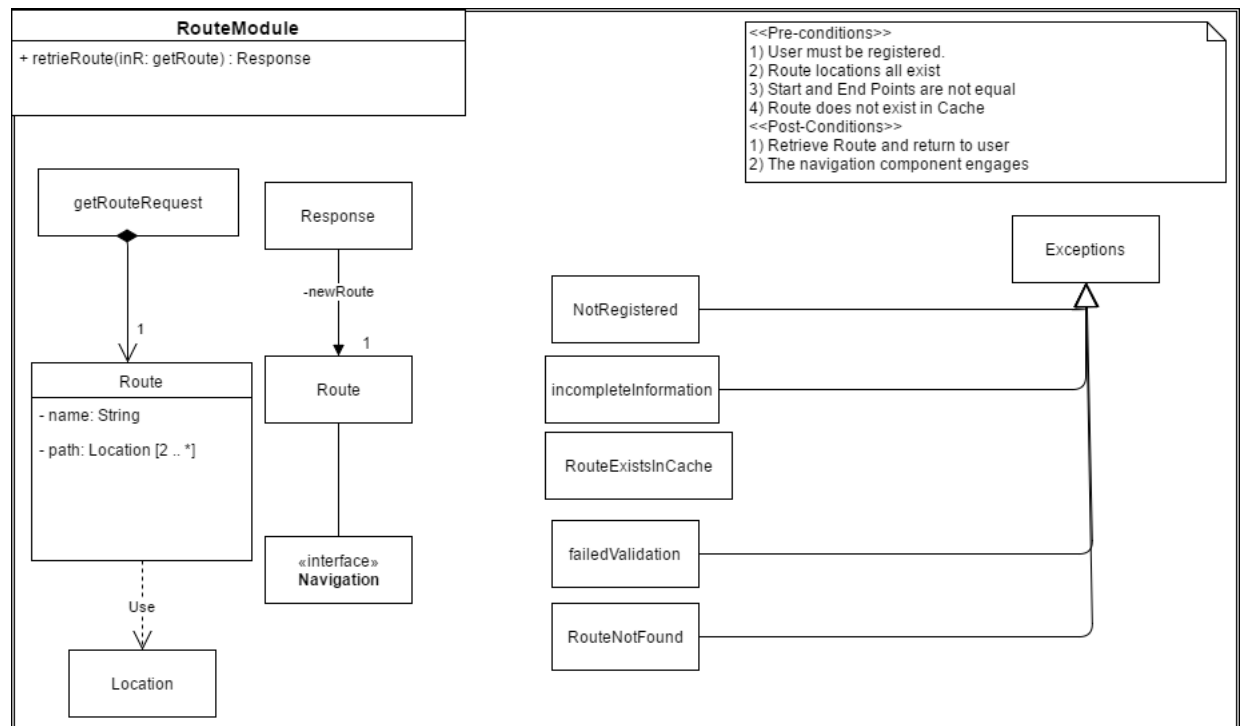 RouteModule
+ retrieRoute(inR: getRoute) : Response
<<Pre-conditions>>
1) User must be registered.
2) Route locations all exist
3) Start and End Points are not equal
4) Route does not exist in Cache
<<Post-Conditions>>
1) Retrieve Route and return to user
2) The navigation component engages
getRouteRequest
1
Route
- name: String
- path: Location [2 .. *]
Use
Location
Response
-newRoute
1
Route
«interface»
Navigation
Exceptions
NotRegistered
incompleteInformation
RouteExistsInCache
failedValidation
RouteNotFound